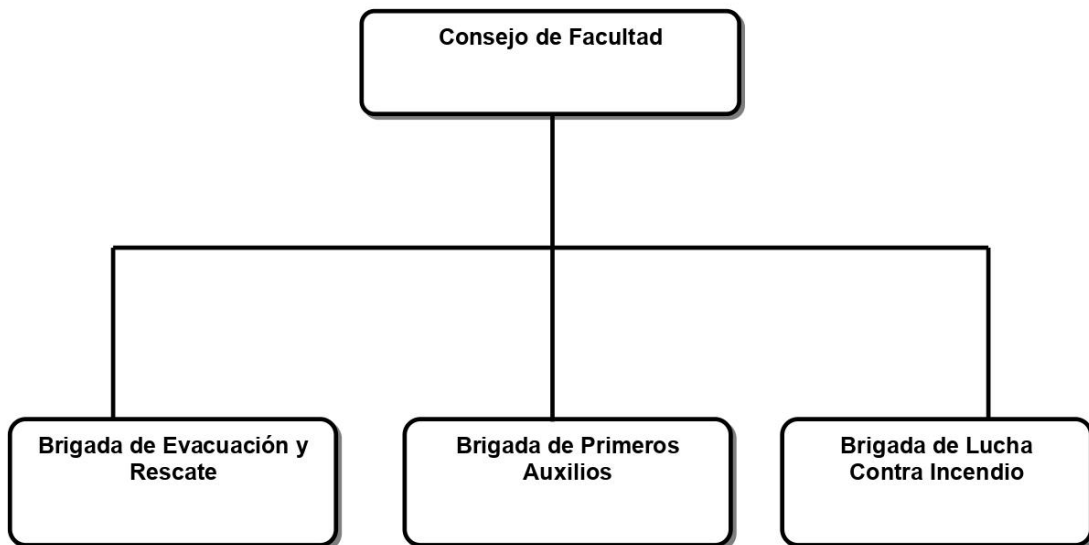 Consejo de Facultad
Brigada de Evacuación y
Rescate
Brigada de Primeros
Auxilios
Brigada de Lucha
Contra Incendio